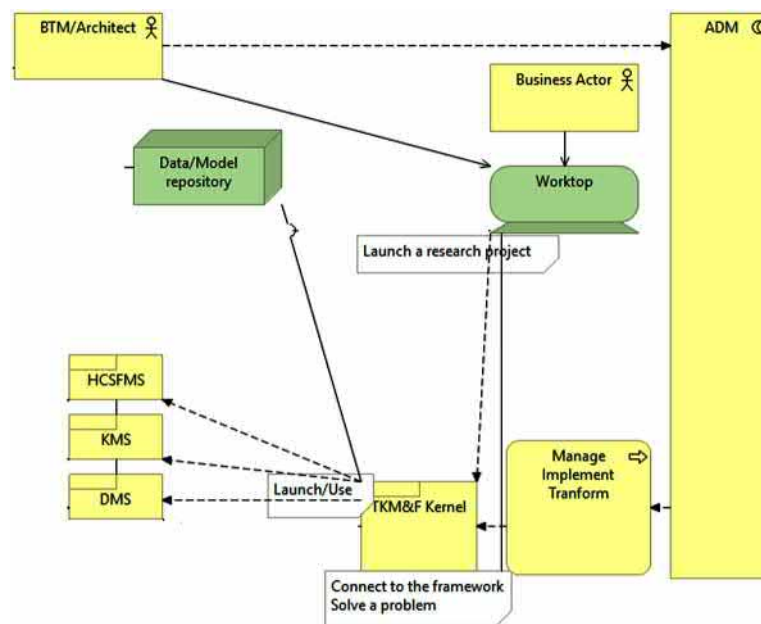 BTM/Architect
ADM
Business Actor
Data/Model
repository
Worktop
Launch a research project
HCSFMS
KMS
DMS
Launch/Use
TKM&F Kernel
Manage
Implement
Tranform
Connect to the framework
Solve a problem